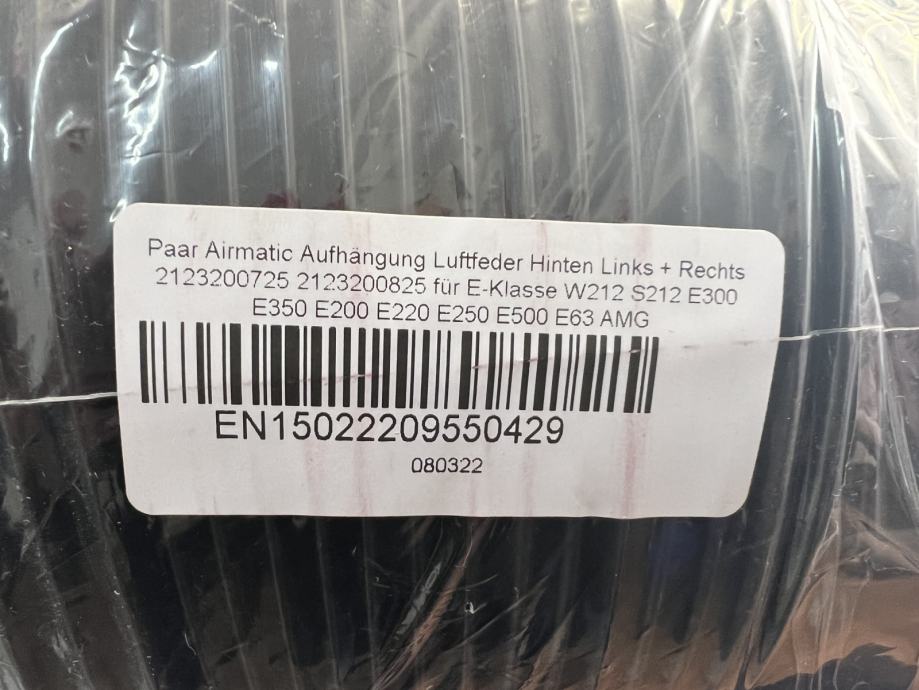 Paar Airmatic Aufhängung Luftfeder Hinten Links + Rechts
2123200725 2123200825 für E-Klasse W212 S212 E300
E350 E200 E220 E250 E500 E63 AMG
EN15022209550429
080322